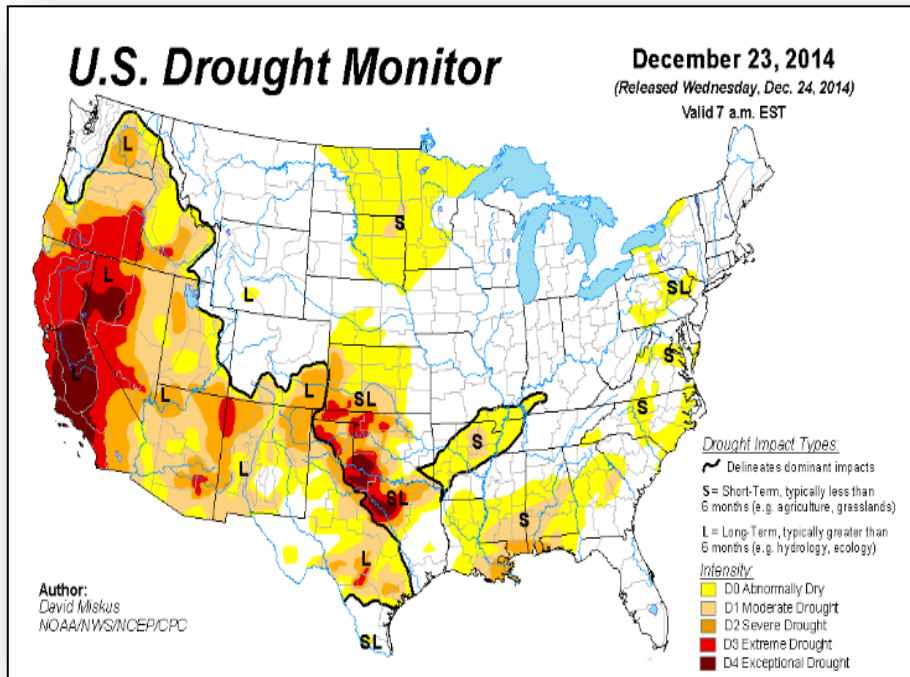 U.S. Drought Monitor
December 23, 2014
(Released Wednesday, Dec. 24, 2014)
Valid 7 a.m. EST
L
S
L
L
SL
S
L
L
L
SL
S
S
L
SL
S
L
SL
Drought Impact Types:
Delineates dominant impacts
S= Short-Term, typically less than
6 months (e.g. agriculture, grasslands)
L = Long-Term, typically greater than
6 months (e.g. hydrology, ecology)
Intensity:
D0 Abnormally Dry
D1 Moderate Drought
D2 Severe Drought
D3 Extreme Drought
D4 Exceptional Drought
Author:
David Miskus
NOAA/NWS/NCEP/CPC